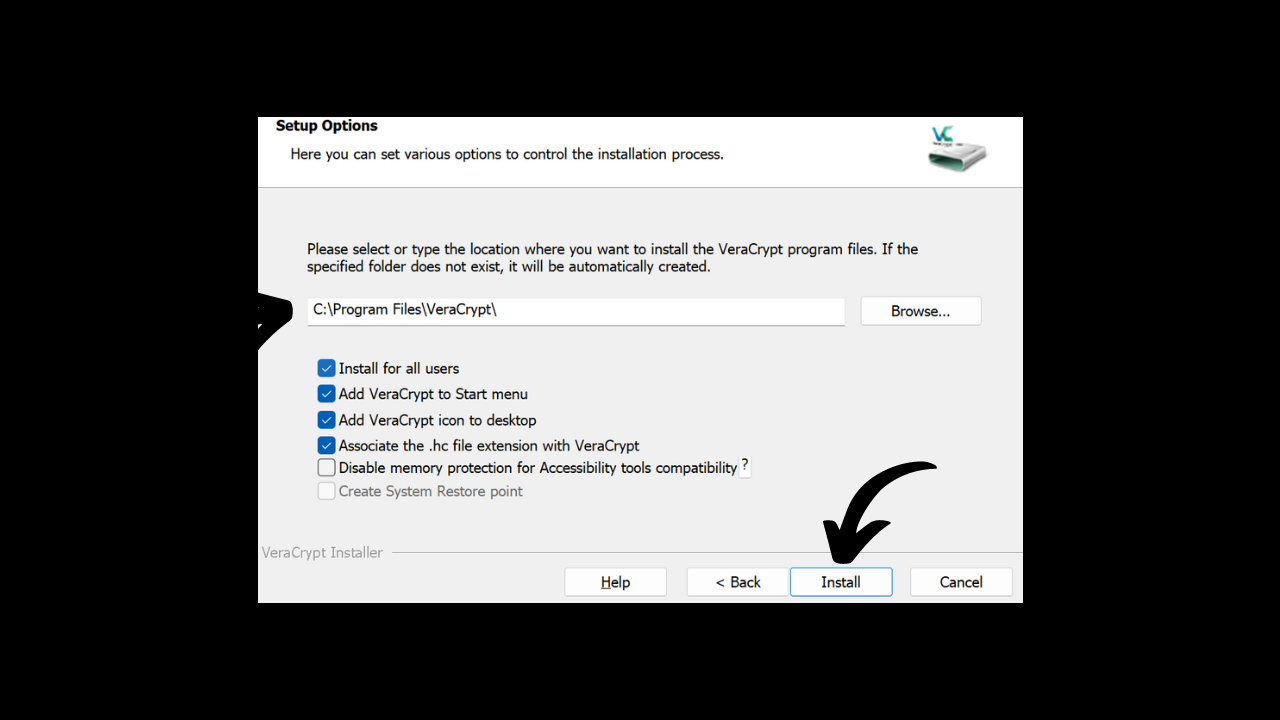 Setup Options
Here you can set various options to control the installation process.
VC
Please select or type the location where you want to install the VeraCrypt program files. If the
specified folder does not exist, it will be automatically created.
C:\Program Files\VeraCrypt\
Browse...
Install for all users
Add VeraCrypt to Start menu
Add VeraCrypt icon to desktop
Associate the .hc file extension with VeraCrypt
Disable memory protection for Accessibility tools compatibility ?
Create System Restore point
VeraCrypt Installer
Help
< Back
Install
Cancel